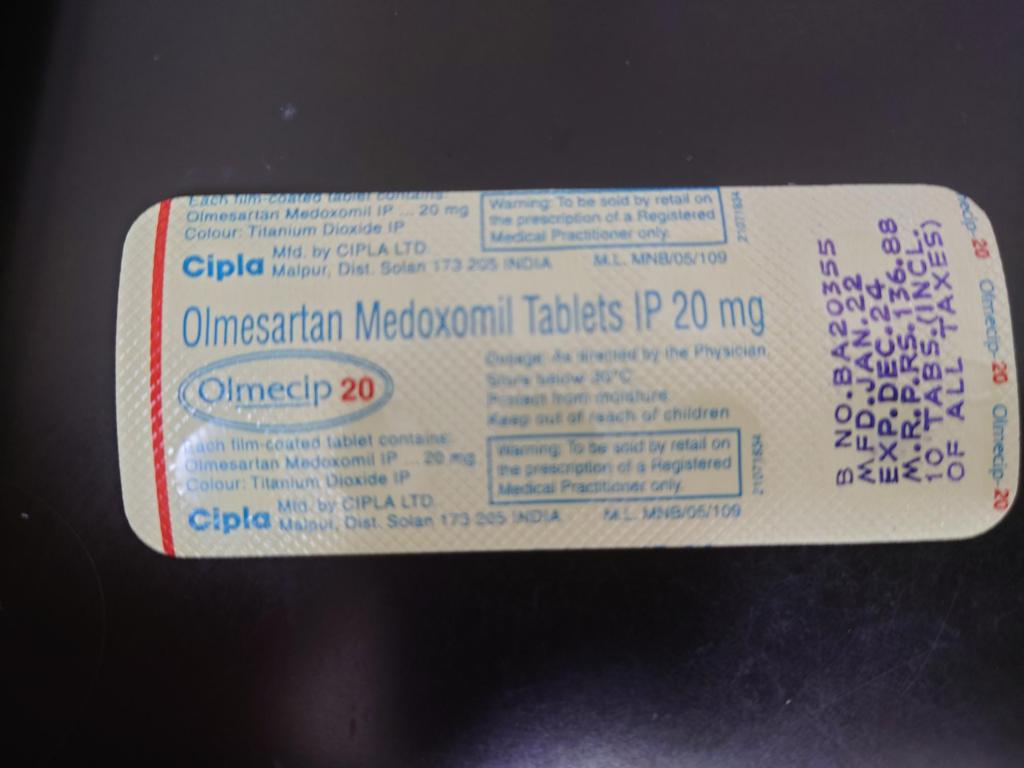 Each film-coated tablet contains:
Olmesartan Medoxomil IP ... 20 mg
Colour: Titanium Dioxide IP
Cipla
Mfd. by CIPLA LTD.
Malpur, Dist. Solan 173 205 INDIA
M.L. MNB/05/109
Warning: To be sold by retail on
the prescription of a Registered
Medical Practitioner only.
21071834
Olmesartan Medoxomil Tablets IP 20 mg
Olmecip 20
Dosage: As directed by the Physician.
Store below 30°C
Protect from moisture.
Keep out of reach of children
Each film-coated tablet contains:
Olmesartan Medoxomil IP ... 20 mg
Colour: Titanium Dioxide IP
Cipla
Mfd. by CIPLA LTD.
Malpur, Dist. Solan 173 205 INDIA
M.L. MNB/05/109
Warning: To be sold by retail on
the prescription of a Registered
Medical Practitioner only.
21071834
B NO.BA20355
MFD.JAN.22
EXP.DEC.24
M.R.P.RS.136.88
10 TABS.(INCL.
OF ALL TAXES)
ecip-20 Olmecip-20 Olmecip-20